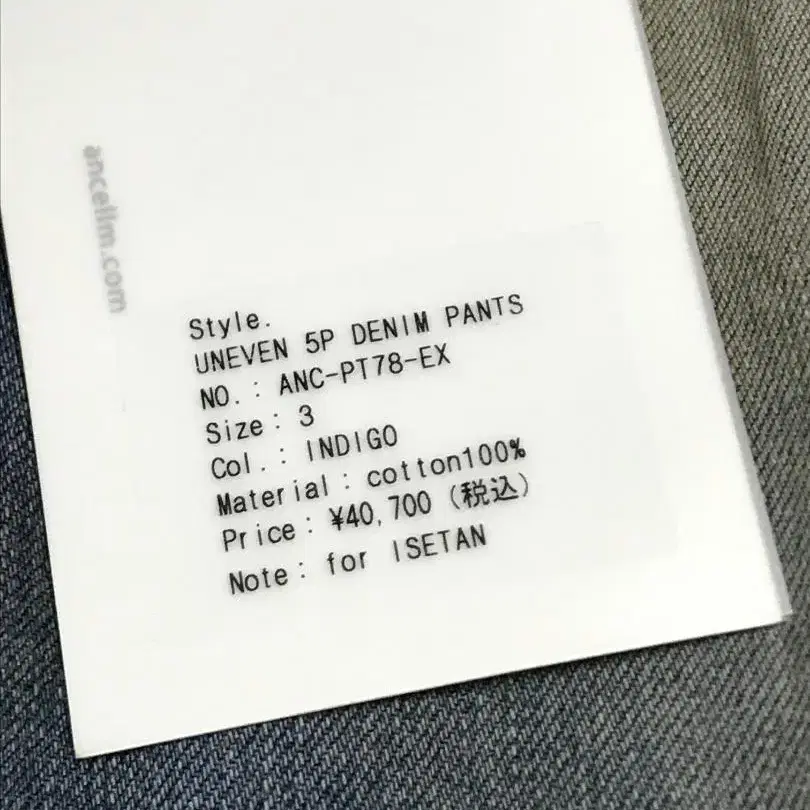 ancellm.com
Style.
UNEVEN 5P DENIM PANTS
NO.: ANC-PT78-EX
Size: 3
Col.: INDIGO
Material: cotton100%
Price: ¥40,700 (税込)
Note: for ISETAN